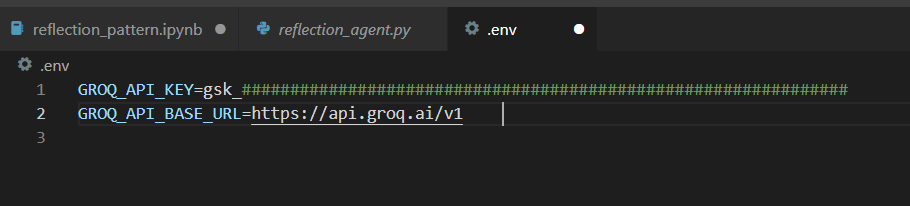 reflection_pattern.ipynb reflection_agent.py .env
.env
1 GROQ_API_KEY=gsk_###############################################################
2 GROQ_API_BASE_URL=https://api.groq.ai/v1
3